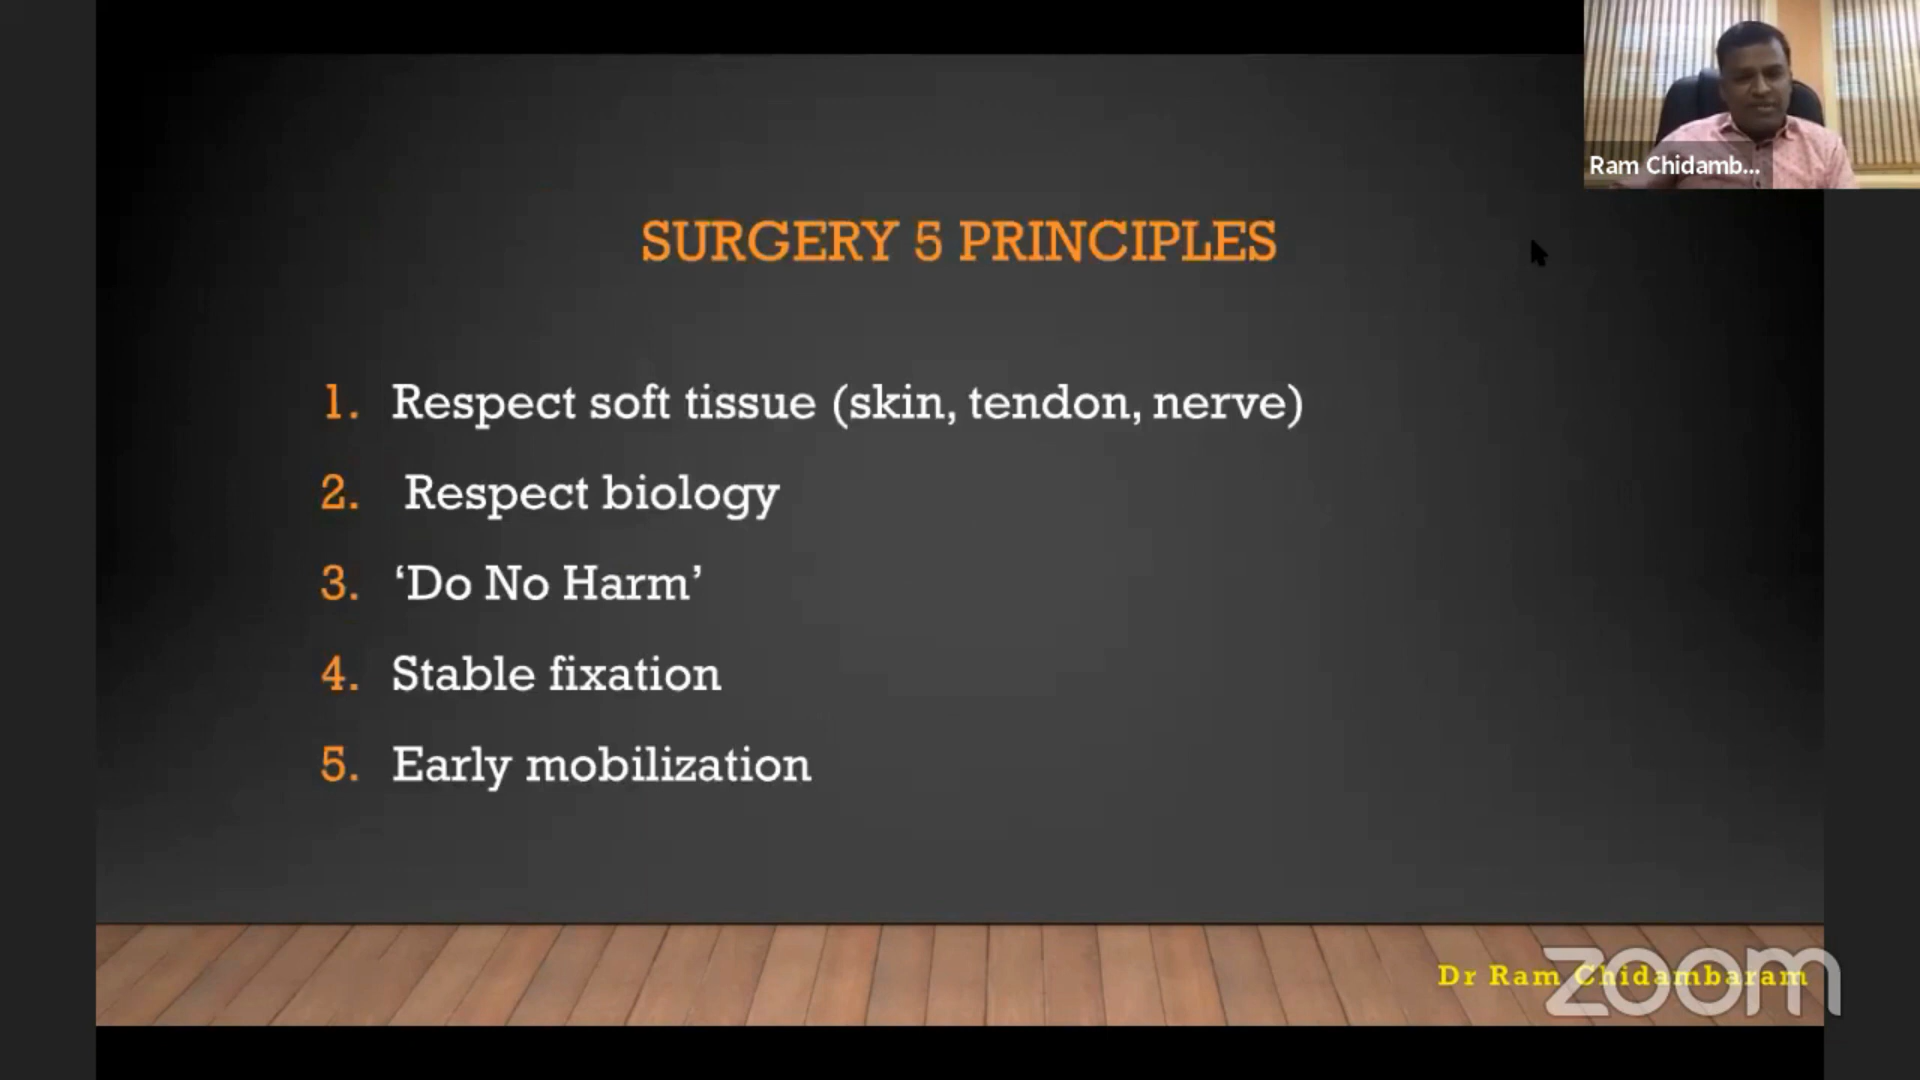 Ram Chidamb...
SURGERY 5 PRINCIPLES
1. Respect soft tissue (skin, tendon, nerve)
2. Respect biology
3. ‘Do No Harm’
4. Stable fixation
5. Early mobilization
Dr Ram Chidambaram
zoom